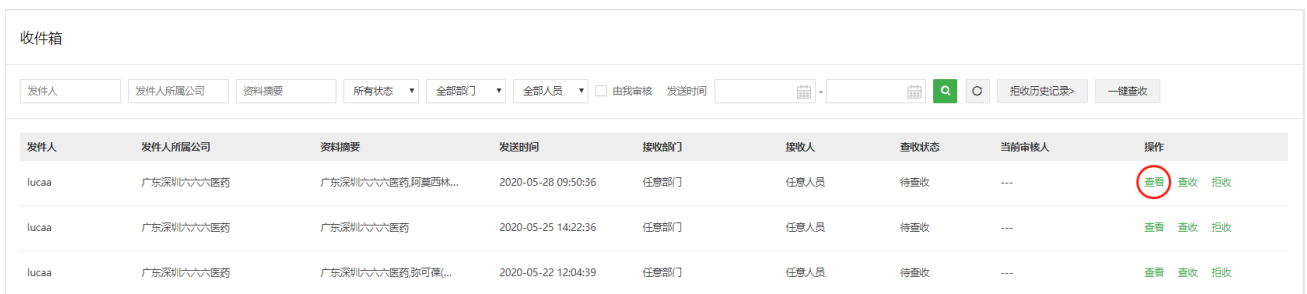 收件箱
发件人 发件人所属公司 资料摘要 所有状态 全部部门 全部人员 由我审核 发送时间 - 拒收历史记录> 一键查收
发件人 发件人所属公司 资料摘要 发送时间 接收部门 接收人 查收状态 当前审核人 操作
lucaa 广东深圳六六六医药 广东深圳六六六医药,阿莫西林... 2020-05-28 09:50:36 任意部门 任意人员 待查收 --- 查看 查收 拒收
lucaa 广东深圳六六六医药 广东深圳六六六医药 2020-05-25 14:22:36 任意部门 任意人员 待查收 --- 查看 查收 拒收
lucaa 广东深圳六六六医药 广东深圳六六六医药,弥可葆(... 2020-05-22 12:04:39 任意部门 任意人员 待查收 --- 查看 查收 拒收